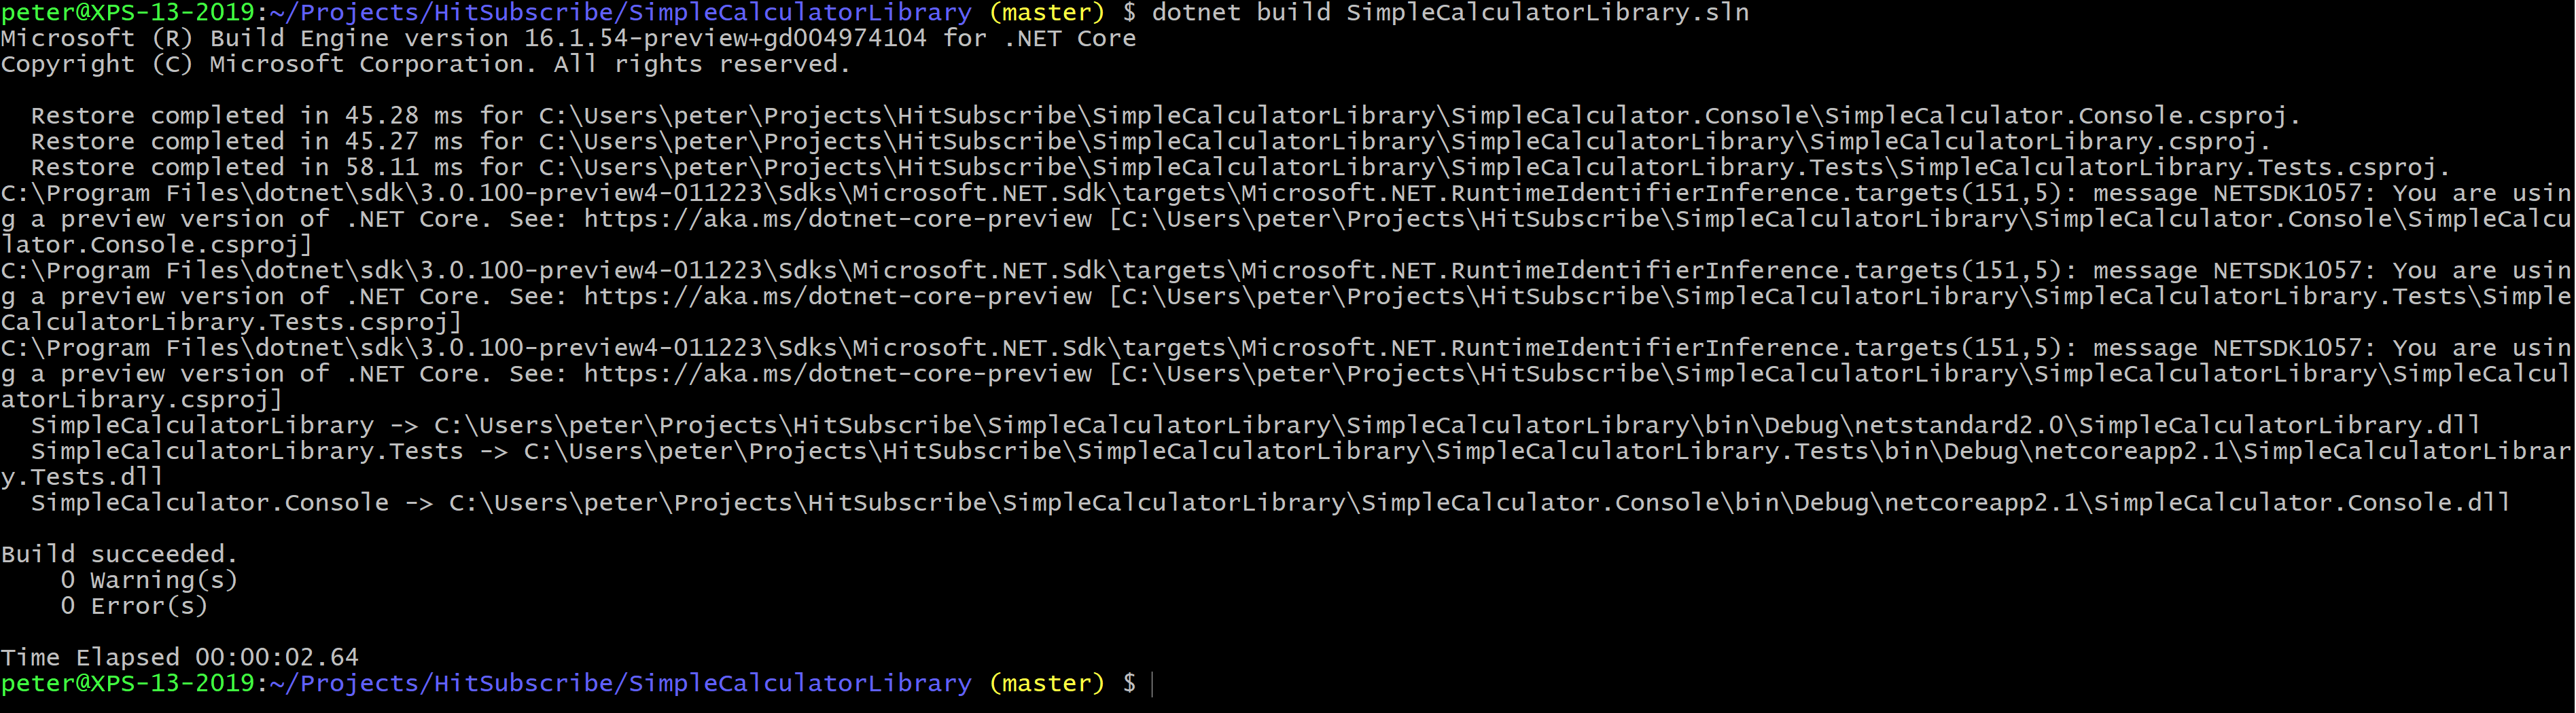 peter@XPS-13-2019:~/Projects/HitSubscribe/SimpleCalculatorLibrary (master) $ dotnet build SimpleCalculatorLibrary.sln
Microsoft (R) Build Engine version 16.1.54-preview+gd004974104 for .NET Core
Copyright (C) Microsoft Corporation. All rights reserved.

  Restore completed in 45.28 ms for C:\Users\peter\Projects\HitSubscribe\SimpleCalculatorLibrary\SimpleCalculator.Console\SimpleCalculator.Console.csproj.
  Restore completed in 45.27 ms for C:\Users\peter\Projects\HitSubscribe\SimpleCalculatorLibrary\SimpleCalculatorLibrary\SimpleCalculatorLibrary.csproj.
  Restore completed in 58.11 ms for C:\Users\peter\Projects\HitSubscribe\SimpleCalculatorLibrary\SimpleCalculatorLibrary.Tests\SimpleCalculatorLibrary.Tests.csproj.
C:\Program Files\dotnet\sdk\3.0.100-preview4-011223\Sdks\Microsoft.NET.Sdk\targets\Microsoft.NET.RuntimeIdentifierInference.targets(151,5): message NETSDK1057: You are usin
g a preview version of .NET Core. See: https://aka.ms/dotnet-core-preview [C:\Users\peter\Projects\HitSubscribe\SimpleCalculatorLibrary\SimpleCalculator.Console\SimpleCalcu
lator.Console.csproj]
C:\Program Files\dotnet\sdk\3.0.100-preview4-011223\Sdks\Microsoft.NET.Sdk\targets\Microsoft.NET.RuntimeIdentifierInference.targets(151,5): message NETSDK1057: You are usin
g a preview version of .NET Core. See: https://aka.ms/dotnet-core-preview [C:\Users\peter\Projects\HitSubscribe\SimpleCalculatorLibrary\SimpleCalculatorLibrary.Tests\Simple
CalculatorLibrary.Tests.csproj]
C:\Program Files\dotnet\sdk\3.0.100-preview4-011223\Sdks\Microsoft.NET.Sdk\targets\Microsoft.NET.RuntimeIdentifierInference.targets(151,5): message NETSDK1057: You are usin
g a preview version of .NET Core. See: https://aka.ms/dotnet-core-preview [C:\Users\peter\Projects\HitSubscribe\SimpleCalculatorLibrary\SimpleCalculatorLibrary\SimpleCalcul
atorLibrary.csproj]
  SimpleCalculatorLibrary -> C:\Users\peter\Projects\HitSubscribe\SimpleCalculatorLibrary\SimpleCalculatorLibrary\bin\Debug\netstandard2.0\SimpleCalculatorLibrary.dll
  SimpleCalculatorLibrary.Tests -> C:\Users\peter\Projects\HitSubscribe\SimpleCalculatorLibrary\SimpleCalculatorLibrary.Tests\bin\Debug\netcoreapp2.1\SimpleCalculatorLibrar
y.Tests.dll
  SimpleCalculator.Console -> C:\Users\peter\Projects\HitSubscribe\SimpleCalculatorLibrary\SimpleCalculator.Console\bin\Debug\netcoreapp2.1\SimpleCalculator.Console.dll

Build succeeded.
    0 Warning(s)
    0 Error(s)

Time Elapsed 00:00:02.64
peter@XPS-13-2019:~/Projects/HitSubscribe/SimpleCalculatorLibrary (master) $